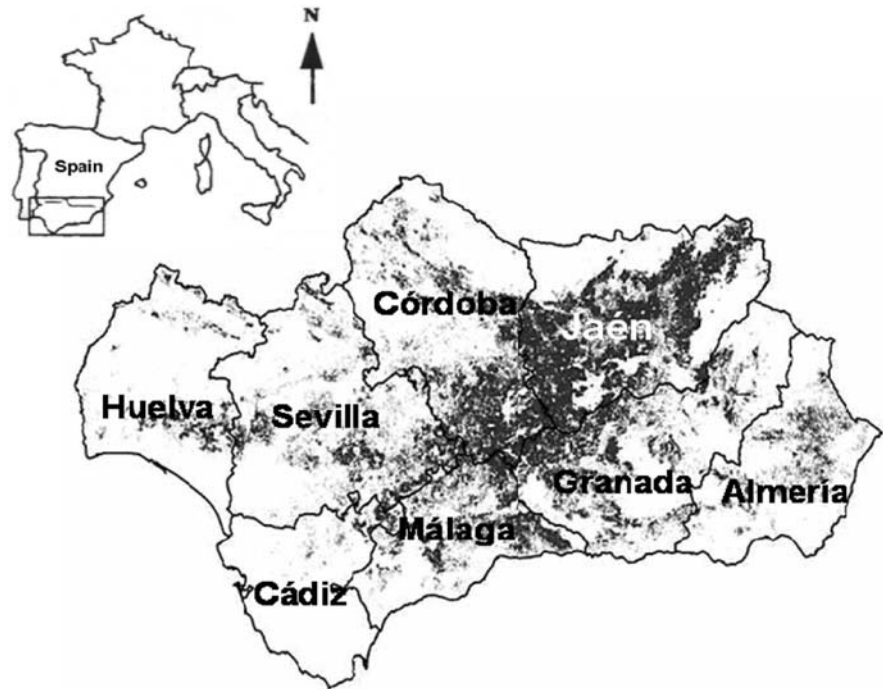 N
Spain
Córdoba
Jaén
Huelva
Sevilla
Granada
Almería
Málaga
Cádiz